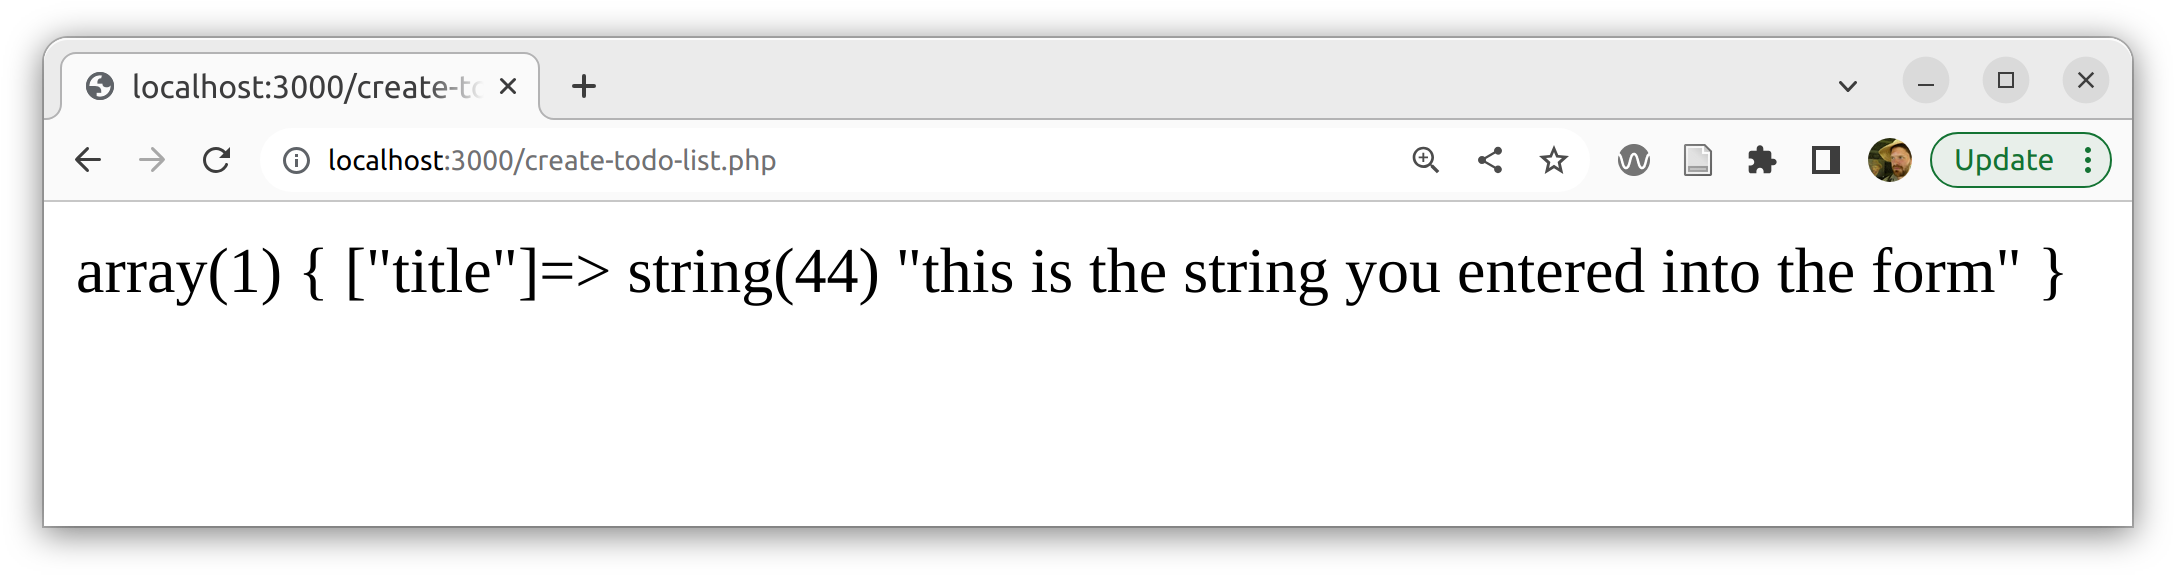 localhost:3000/create-to
localhost:3000/create-todo-list.php
Update
array(1) { ["title"]=> string(44) "this is the string you entered into the form" }